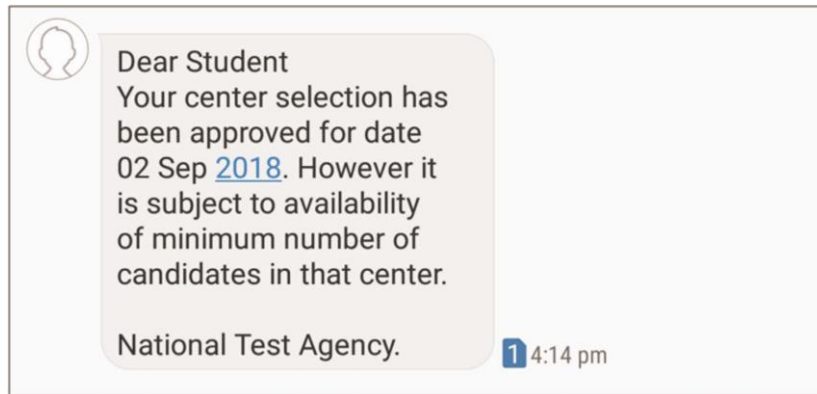 Dear Student
Your center selection has
been approved for date
02 Sep 2018. However it
is subject to availability
of minimum number of
candidates in that center.
National Test Agency.
1 4:14 pm